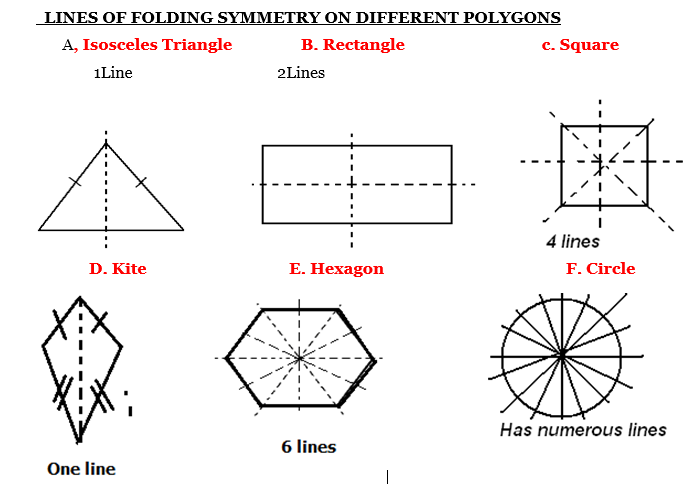 LINES OF FOLDING SYMMETRY ON DIFFERENT POLYGONS
A, Isosceles Triangle B. Rectangle c. Square
1Line 2Lines
4 lines
D. Kite E. Hexagon F. Circle
Has numerous lines
6 lines
One line